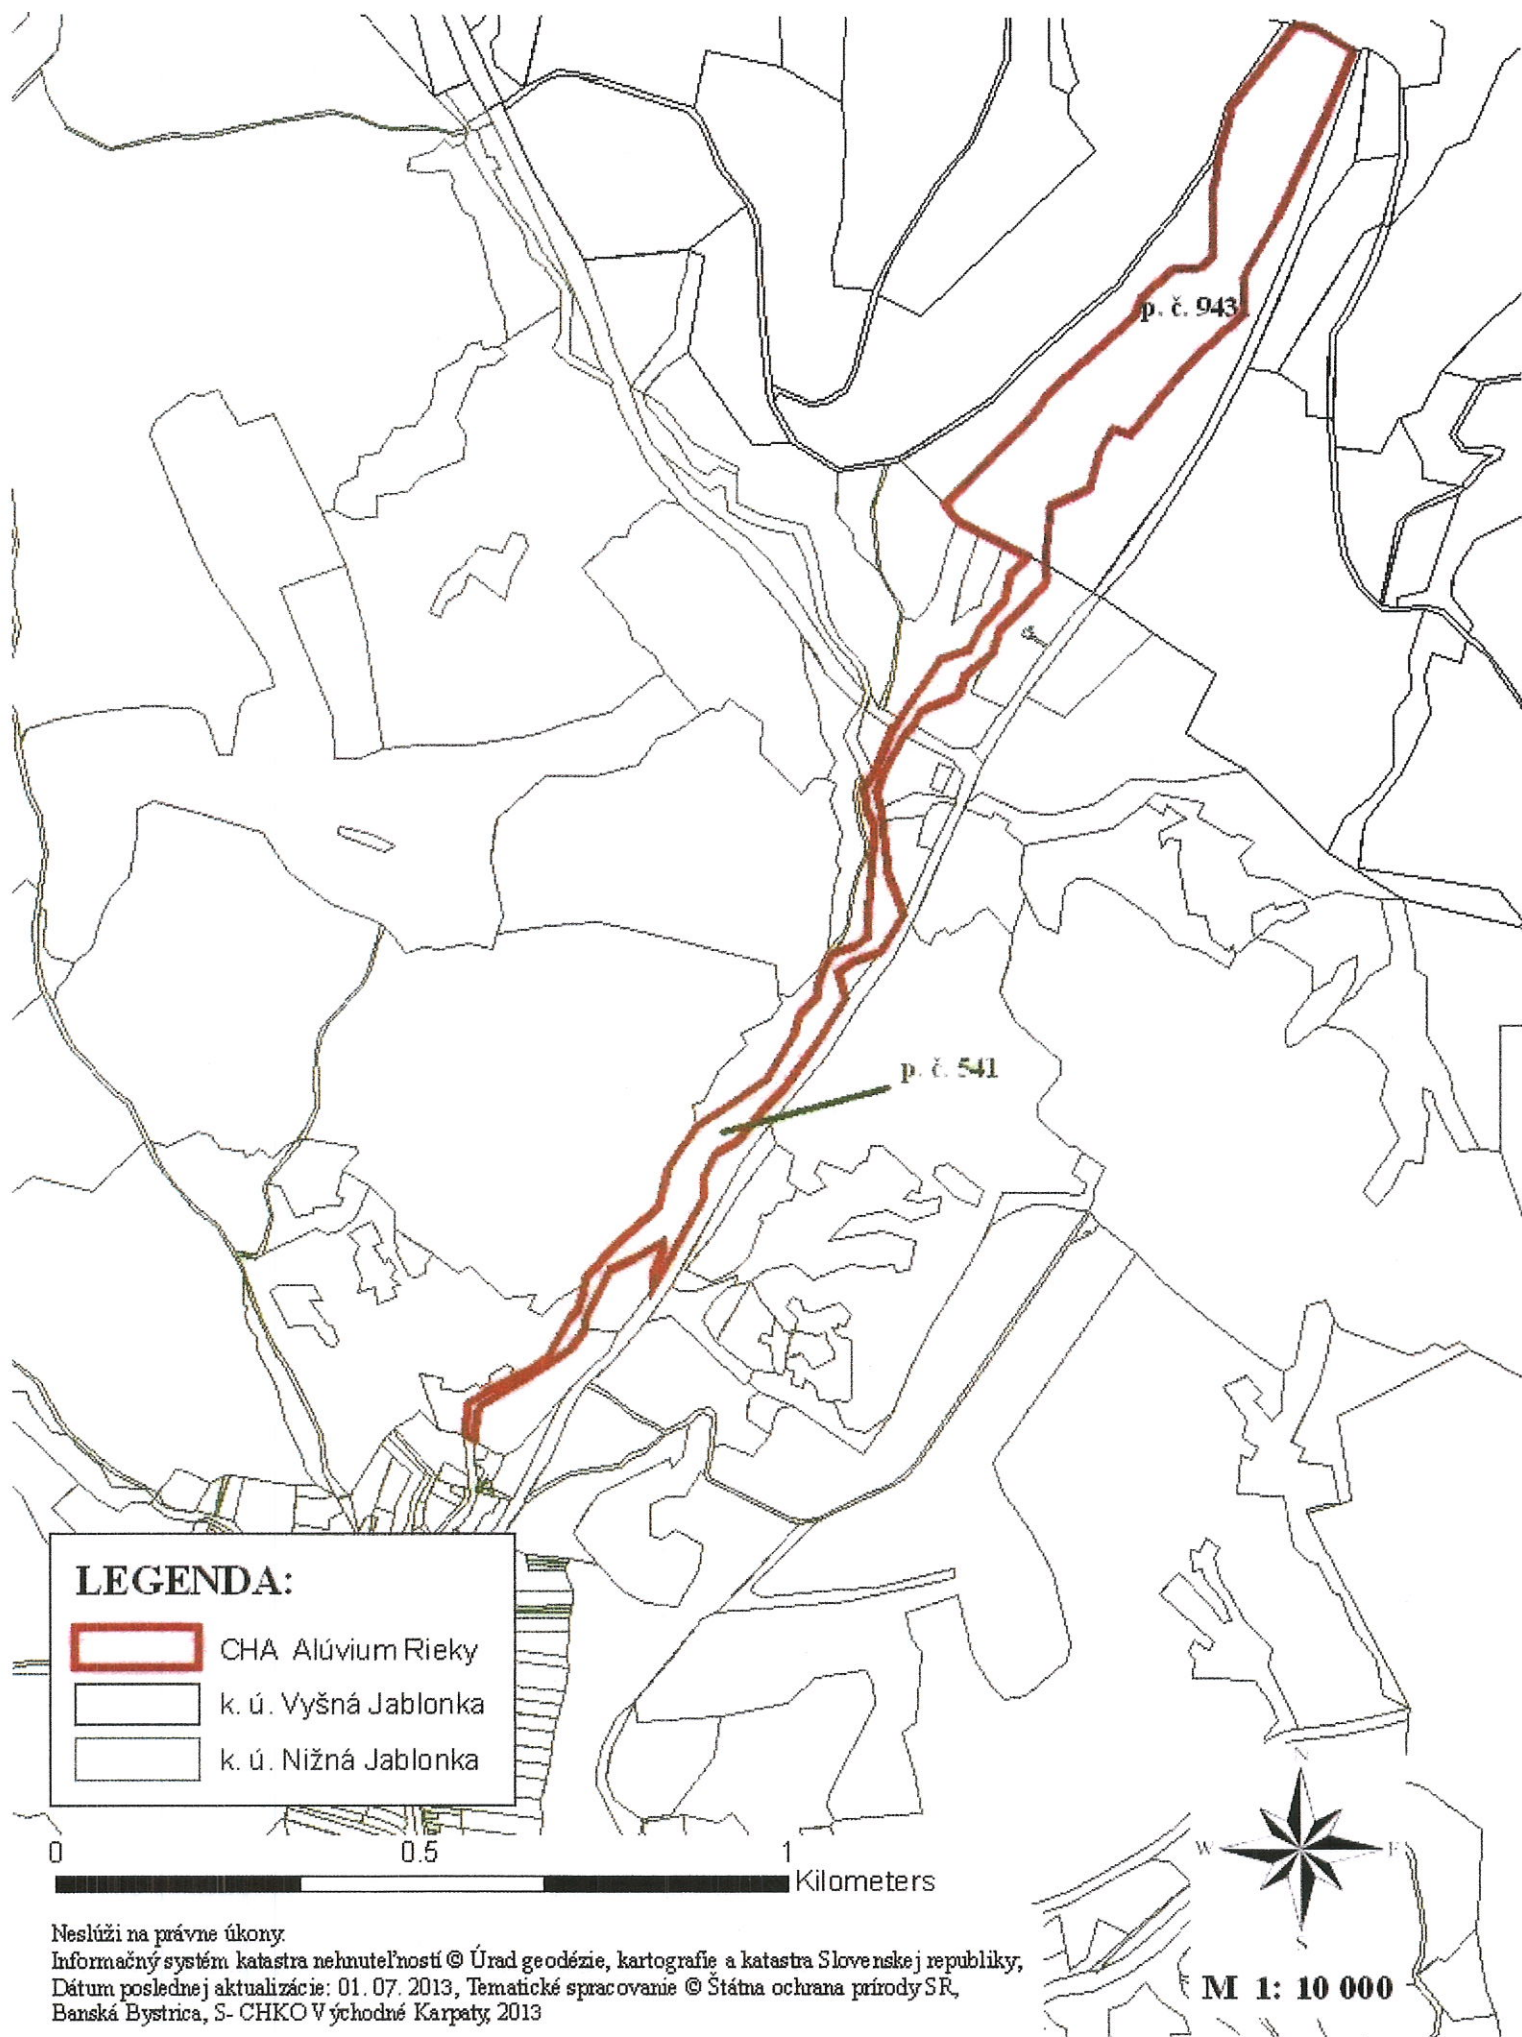 p. č. 943
p. č. 541
LEGENDA:
CHA Alúvium Rieky
k. ú. Vyšná Jablonka
k. ú. Nižná Jablonka
0 0.5 1
Kilometers
N
W E
S
M 1: 10 000
Neslúži na právne úkony.
Informačný systém katastra nehnuteľností © Úrad geodézie, kartografie a katastra Slovenskej republiky,
Dátum poslednej aktualizácie: 01. 07. 2013, Tematické spracovanie © Štátna ochrana prírody SR,
Banská Bystrica, S- CHKO Východné Karpaty, 2013